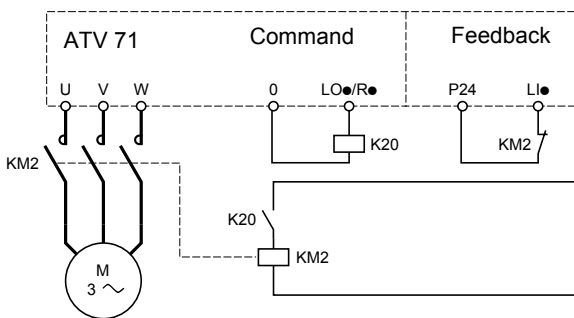 ATV 71 Command Feedback
U V W 0 LO●/R● P24 LI●
K20 KM2
KM2
K20
KM2
M
3